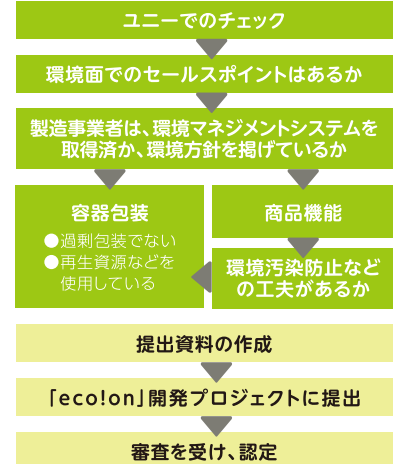 ユニーでのチェック
環境面でのセールスポイントはあるか
製造事業者は、環境マネジメントシステムを
取得済か、環境方針を掲げているか
容器包装
●過剰包装でない
●再生資源などを
使用している
商品機能
環境汚染防止など
の工夫があるか
提出資料の作成
「eco!on」開発プロジェクトに提出
審査を受け、認定